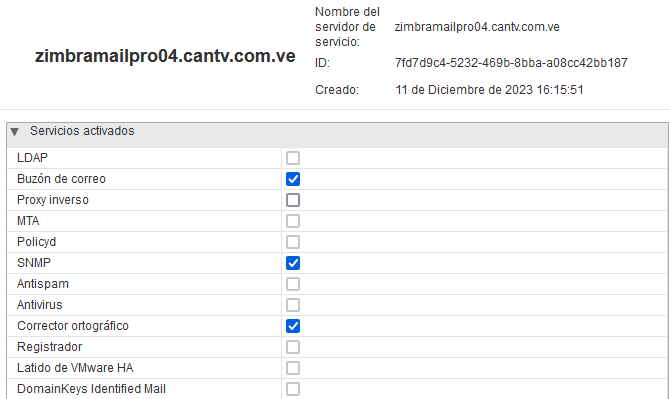 zimbramailpro04.cantv.com.ve
Nombre del
servidor de
servicio:
zimbramailpro04.cantv.com.ve
ID:
7fd7d9c4-5232-469b-8bba-a08cc42bb187
Creado:
11 de Diciembre de 2023 16:15:51
Servicios activados
LDAP
Buzón de correo
Proxy inverso
MTA
Policyd
SNMP
Antispam
Antivirus
Corrector ortográfico
Registrador
Latido de VMware HA
DomainKeys Identified Mail